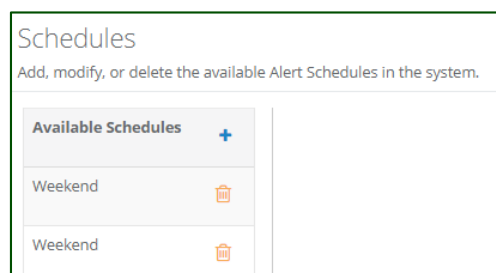 Schedules
Add, modify, or delete the available Alert Schedules in the system.
Available Schedules
Weekend
Weekend